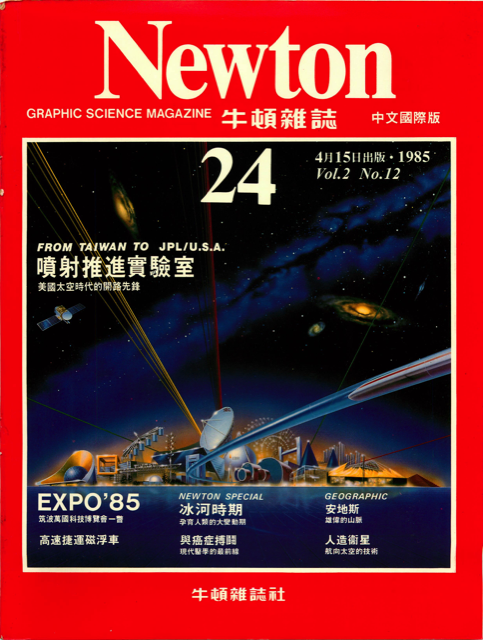 Newton
GRAPHIC SCIENCE MAGAZINE 牛頓雜誌 中文國際版
24
4月15日出版・1985
Vol.2 No.12
FROM TAIWAN TO JPL/U.S.A.
噴射推進實驗室
美國太空時代的開路先鋒
EXPO'85
筑波萬國科技博覽會一瞥
高速捷運磁浮車
NEWTON SPECIAL
冰河時期
孕育人類的大變動期
與癌症搏鬪
現代醫學的最前線
GEOGRAPHIC
安地斯
雄偉的山脈
人造衞星
航向太空的技術
牛頓雜誌社